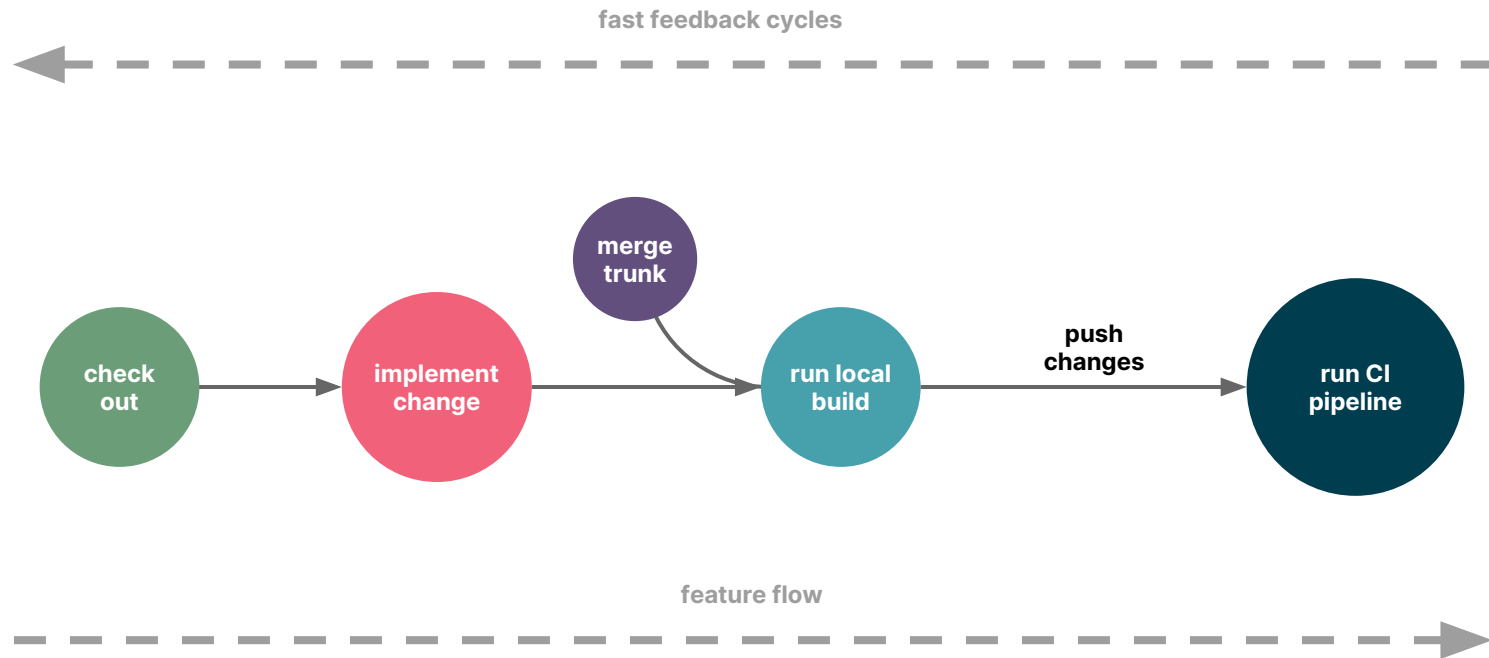 fast feedback cycles
merge
trunk
check
out
implement
change
run local
build
push
changes
run CI
pipeline
feature flow